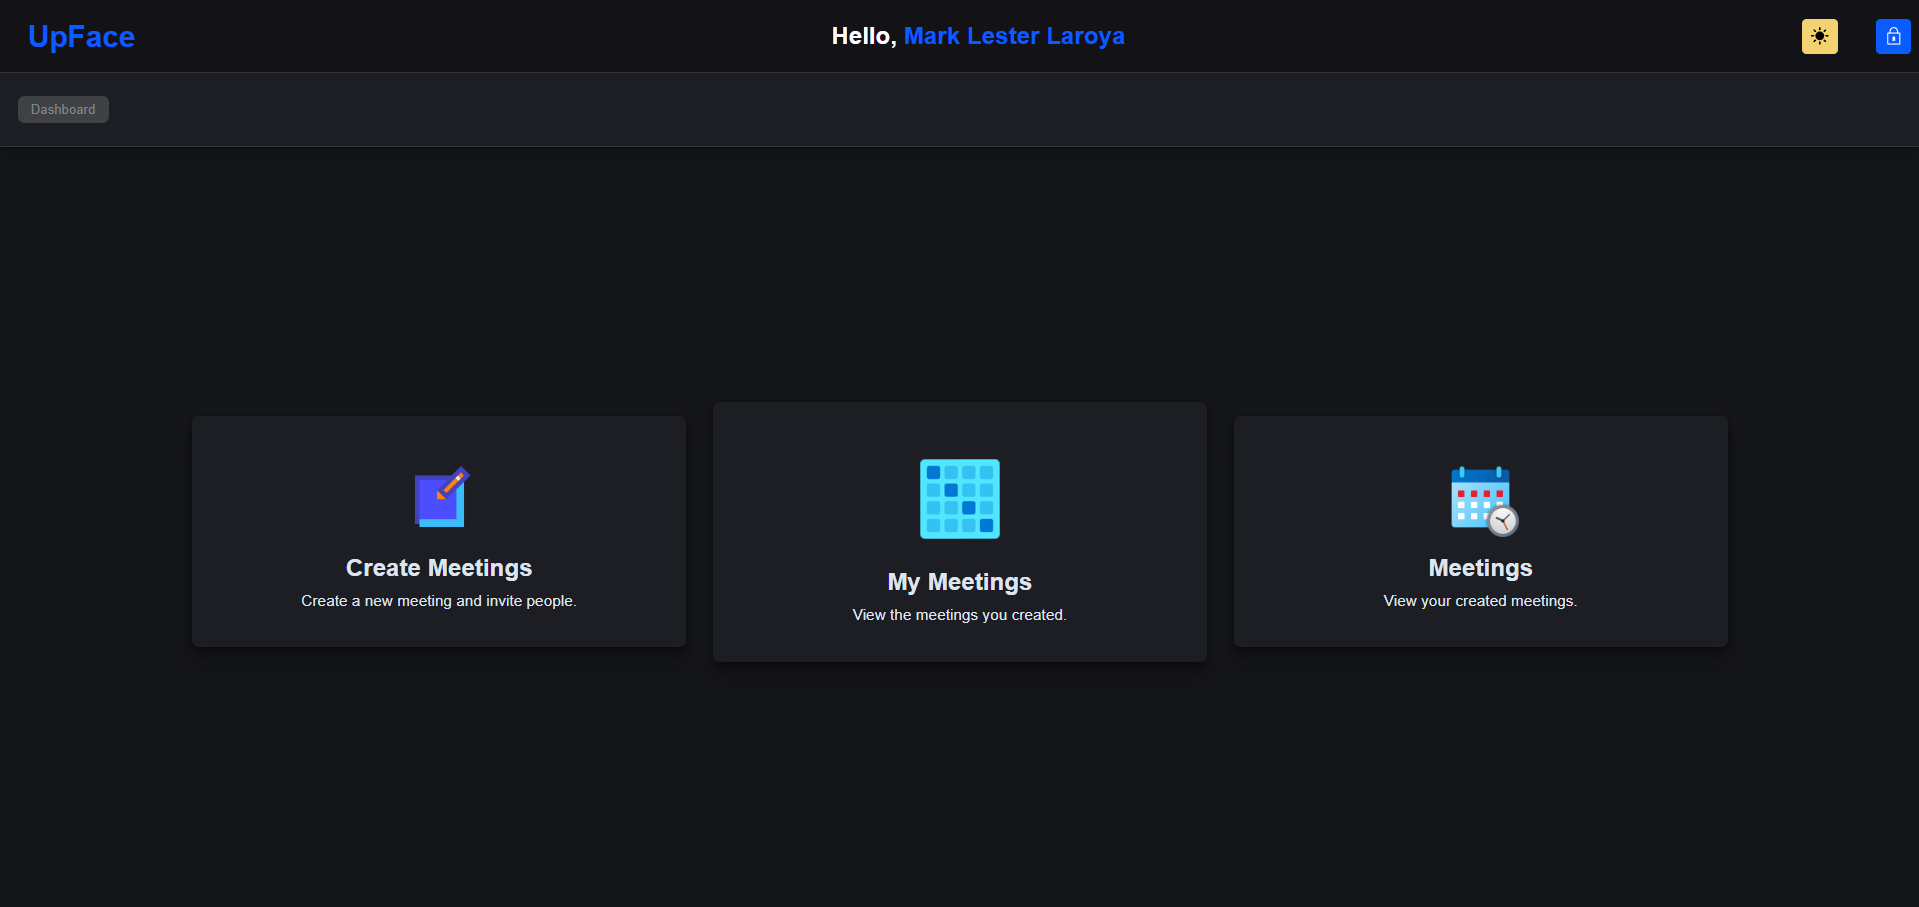 UpFace
Hello, Mark Lester Laroya
Dashboard
Create Meetings
Create a new meeting and invite people.
My Meetings
View the meetings you created.
Meetings
View your created meetings.